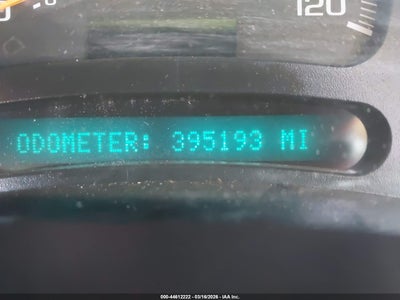 120
ODOMETER: 395193 MI
000-44612222 - 03/16/2026 - IAA Inc.